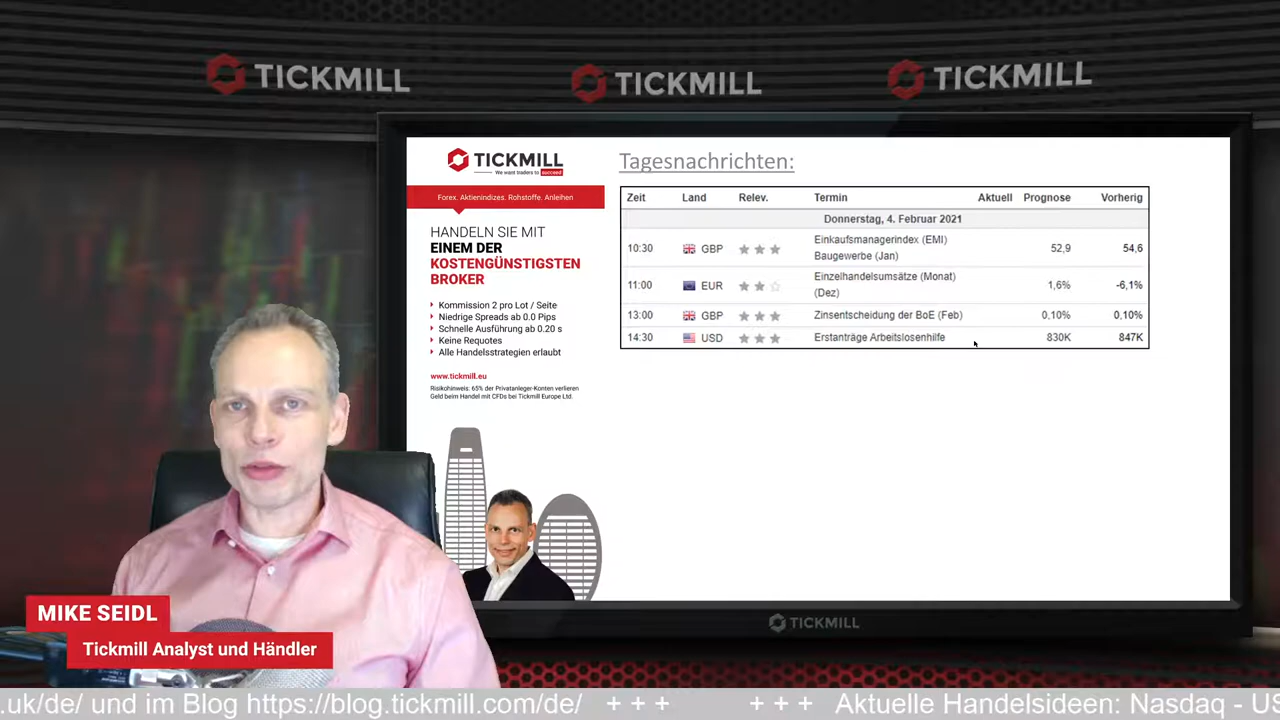 TICKMILL
TICKMILL
TICKMILL
TICKMILL
We want traders to succeed
Forex. Aktienindizes. Rohstoffe. Anleihen
HANDELN SIE MIT
EINEM DER
KOSTENGÜNSTIGSTEN
BROKER
Kommission 2 pro Lot / Seite
Niedrige Spreads ab 0.0 Pips
Schnelle Ausführung ab 0.20 s
Keine Requotes
Alle Handelsstrategien erlaubt
www.tickmill.eu
Risikohinweis: 65% der Privatanleger-Konten verlieren
Geld beim Handel mit CFDs bei Tickmill Europe Ltd.
Tagesnachrichten:
Zeit Land Relev. Termin Aktuell Prognose Vorherig
Donnerstag, 4. Februar 2021
10:30 GBP Einkaufsmanagerindex (EMI) 52,9 54,6
Baugewerbe (Jan)
11:00 EUR Einzelhandelsumsätze (Monat) 1,6% -6,1%
(Dez)
13:00 GBP Zinsentscheidung der BoE (Feb) 0,10% 0,10%
14:30 USD Erstanträge Arbeitslosenhilfe 830K 847K
TICKMILL
MIKE SEIDL
Tickmill Analyst und Händler
.uk/de/ und im Blog https://blog.tickmill.com/de/ +++ +++ Aktuelle Handelsideen: Nasdaq - US